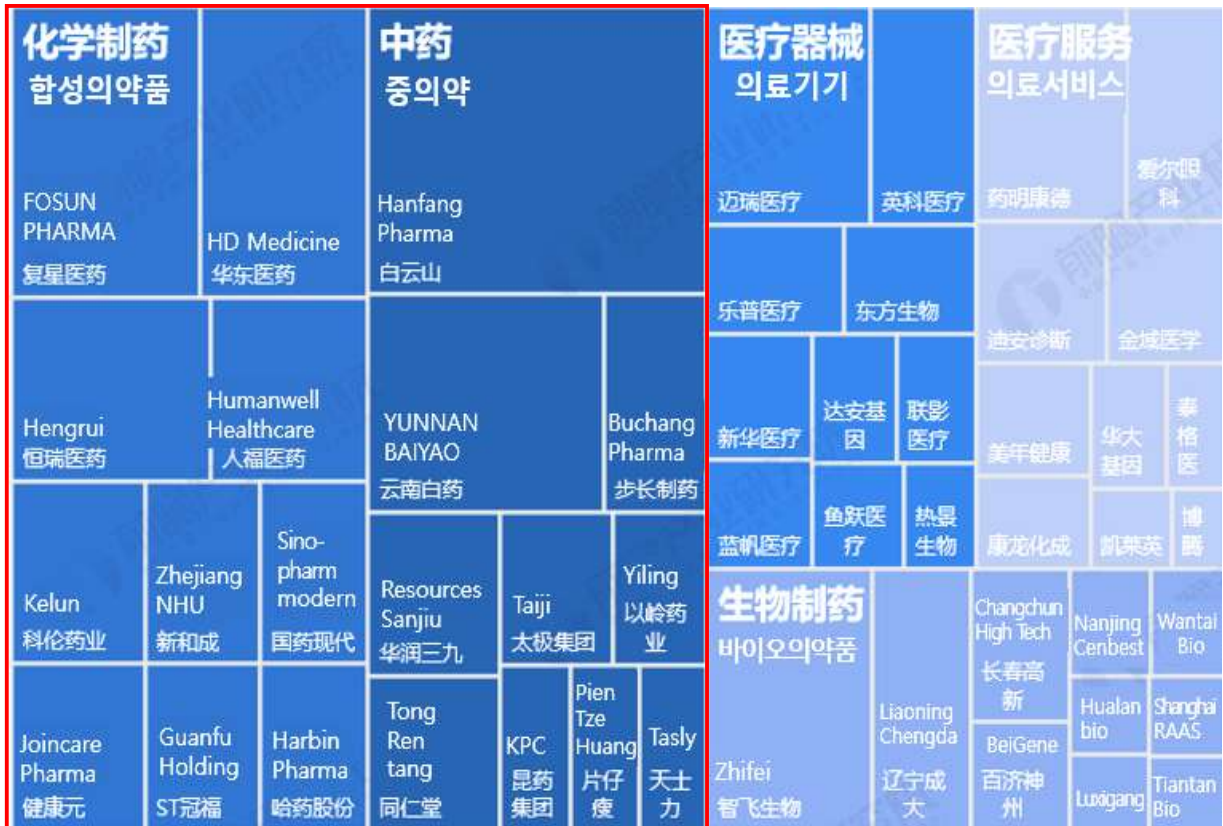 化学制药
합성의약품
FOSUN
PHARMA
复星医药
HD Medicine
华东医药
Hengrui
恒瑞医药
Humanwell
Healthcare
人福医药
Kelun
科伦药业
Zhejiang
NHU
新和成
Sino-
pharm
modern
国药现代
Joincare
Pharma
健康元
Guanfu
Holding
ST冠福
Harbin
Pharma
哈药股份
中药
중의약
Hanfang
Pharma
白云山
YUNNAN
BAIYAO
云南白药
Buchang
Pharma
步长制药
Resources
Sanjiu
华润三九
Taiji
太极集团
Yiling
以岭药
业
Tong
Ren
tang
同仁堂
KPC
昆药
集团
Pien
Tze
Huang
片仔
瘦
Tasly
天士
力
医疗器械
의료기기
迈瑞医疗
英科医疗
乐普医疗
东方生物
新华医疗
达安基
因
联影
医疗
蓝帆医疗
鱼跃医
疗
热景
生物
医疗服务
의료서비스
药明康德
爱尔眼
科
迪安诊断
金域医学
美年健康
华大
基因
泰
格医
康龙化成
凯莱英
博
腾
生物制药
바이오의약품
Zhifei
智飞生物
Liaoning
Chengda
辽宁成
大
Changchun
High Tech
长春高
新
BeiGene
百济神
州
Nanjing
Cenbest
Wantai
Bio
Hualan
bio
Shanghai
RAAS
Luxigang
Tiantan
Bio